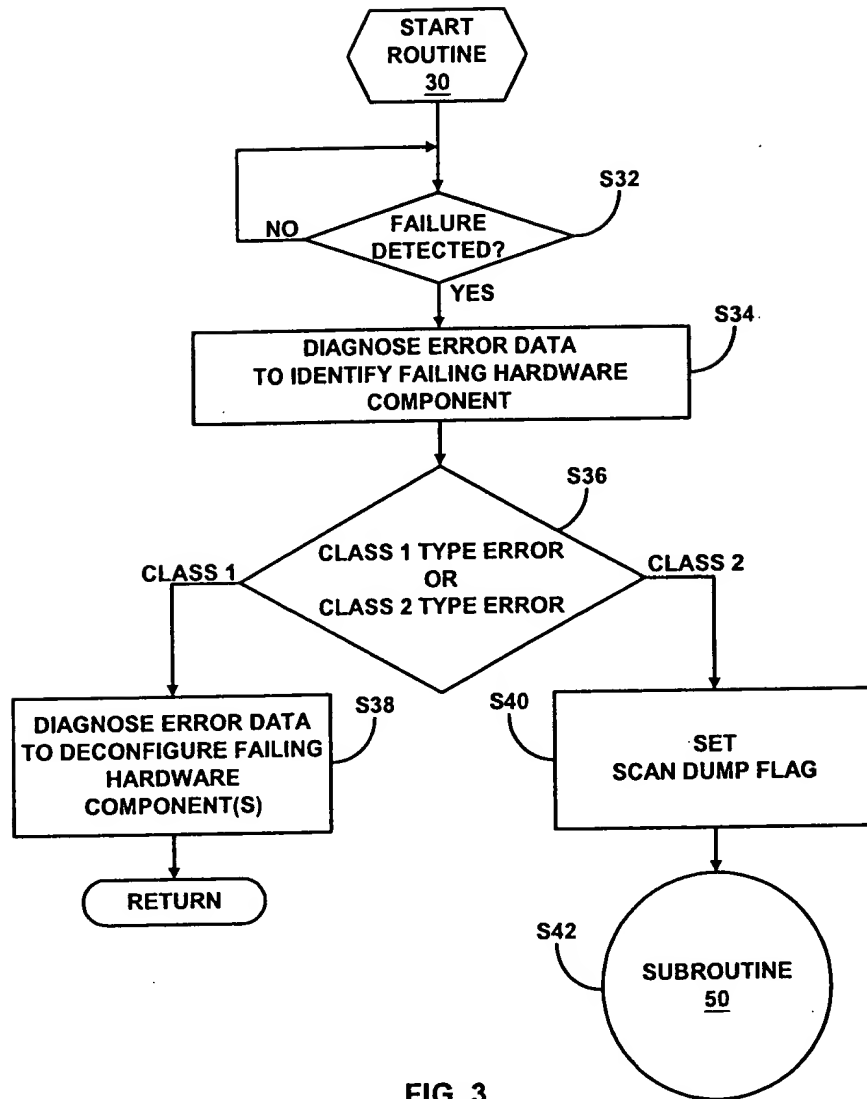 START
ROUTINE
30
S32
NO
FAILURE
DETECTED?
YES
S34
DIAGNOSE ERROR DATA
TO IDENTIFY FAILING HARDWARE
COMPONENT
S36
CLASS 1
CLASS 1 TYPE ERROR
OR
CLASS 2 TYPE ERROR
CLASS 2
DIAGNOSE ERROR DATA
TO DECONFIGURE FAILING
HARDWARE
COMPONENT(S)
S38
S40
SET
SCAN DUMP FLAG
RETURN
S42
SUBROUTINE
50
FIG. 3